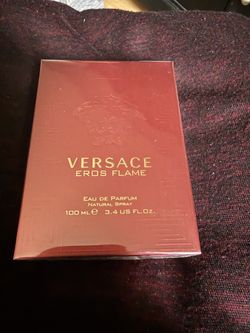 VERSACE
EROS FLAME
EAU DE PARFUM
NATURAL SPRAY
100 ML ℮ 3.4 US FL.OZ.